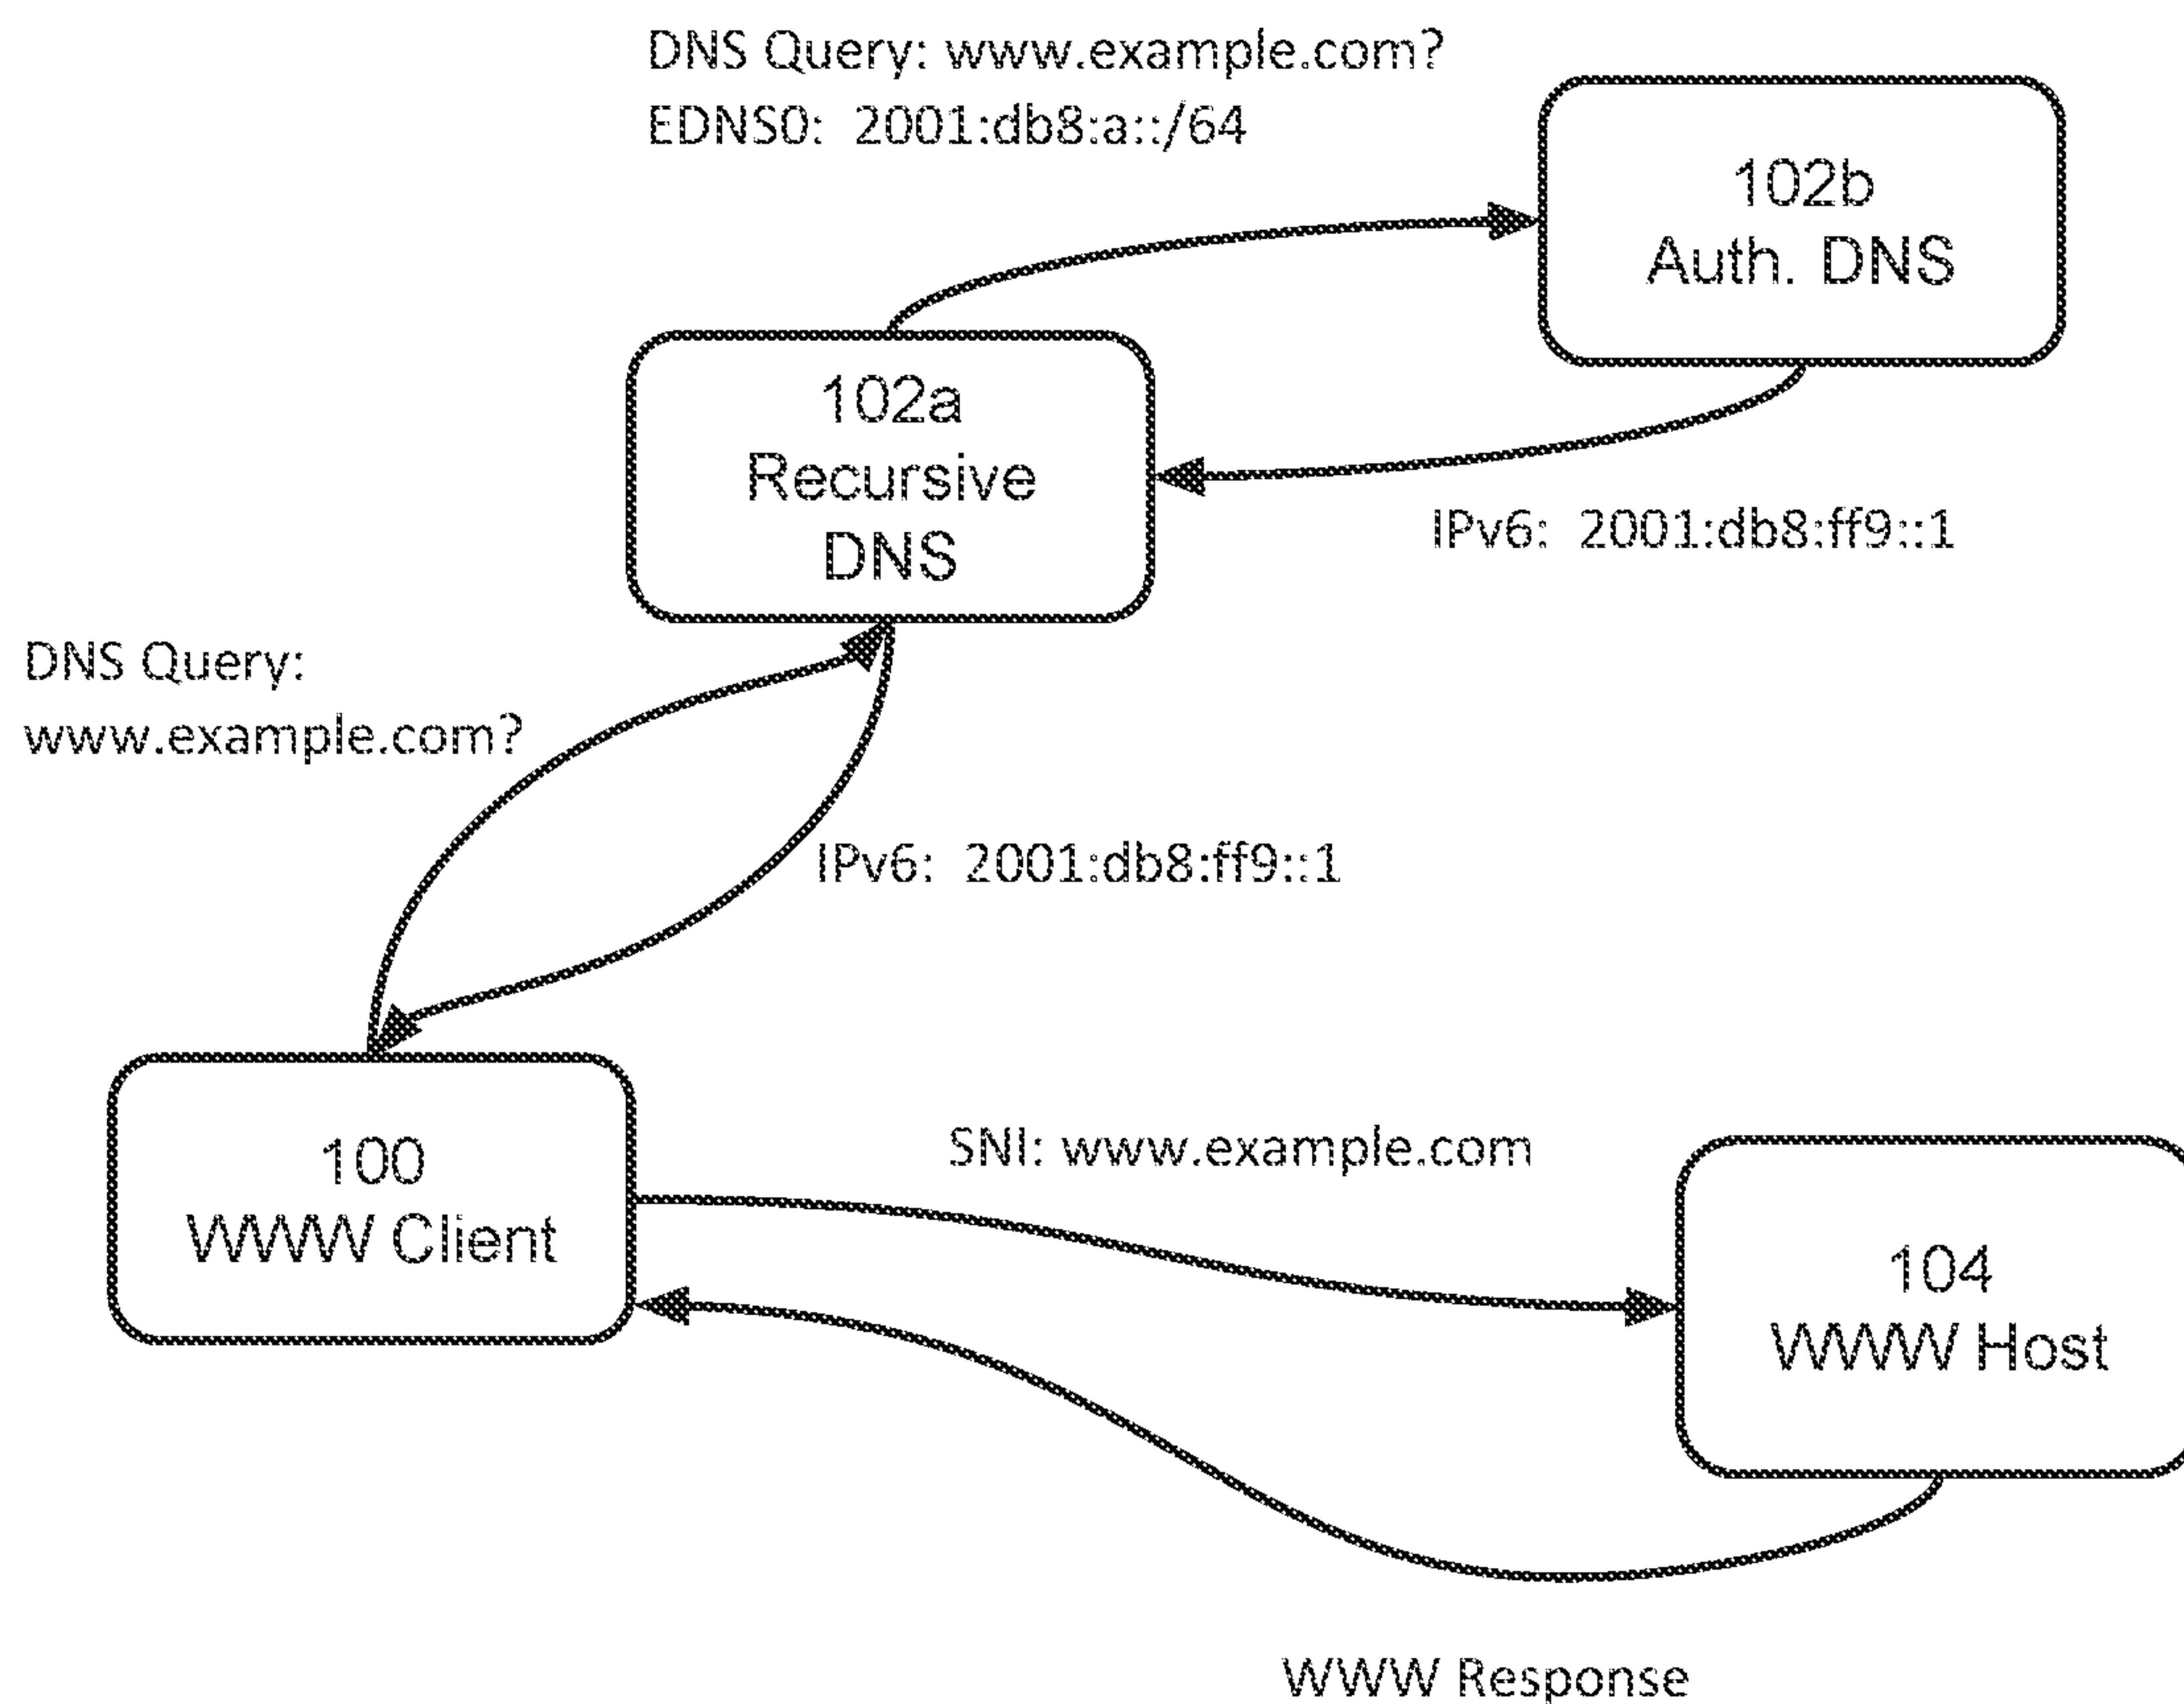 DNS Query: www.example.com?
EDNS0: 2001:db8:a::/64
102b
Auth. DNS
102a
Recursive
DNS
IPv6: 2001:db8:ff9::1
DNS Query:
www.example.com?
IPv6: 2001:db8:ff9::1
100
WWW Client
SNI: www.example.com
104
WWW Host
WWW Response